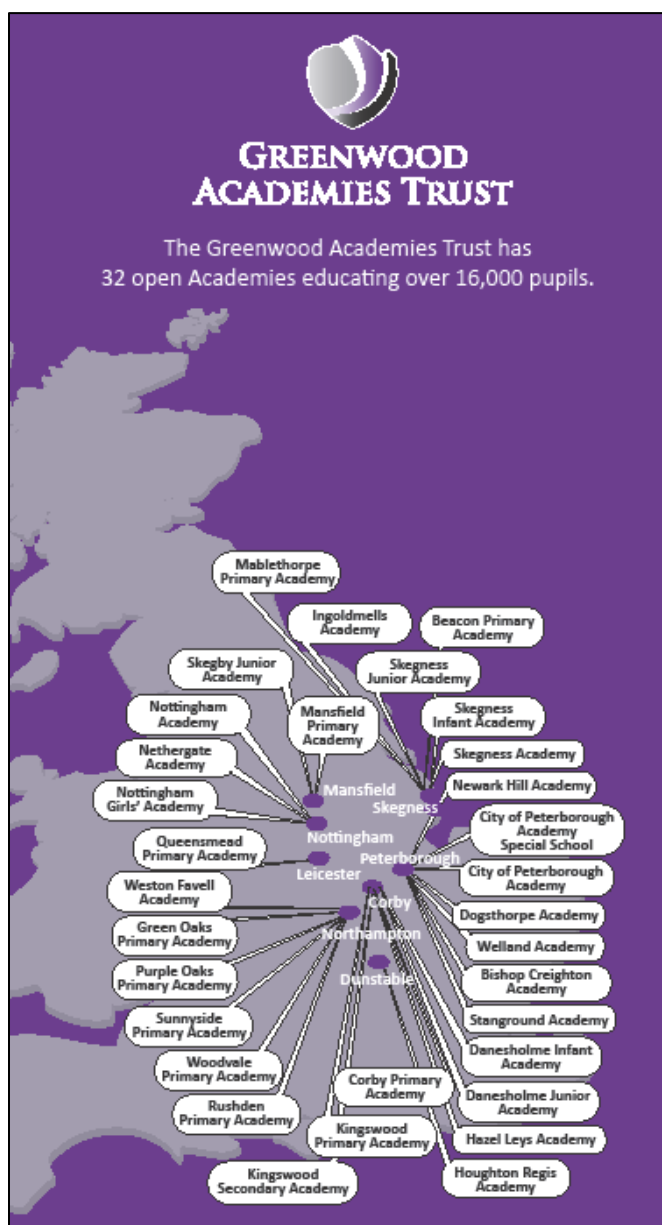 GREENWOOD
ACADEMIES TRUST
The Greenwood Academies Trust has
32 open Academies educating over 16,000 pupils.
Mablethorpe
Primary Academy
Ingoldmells
Academy
Beacon Primary
Academy
Skegby Junior
Academy
Skegness
Junior Academy
Nottingham
Academy
Mansfield
Primary
Academy
Skegness
Infant Academy
Nethergate
Academy
Skegness Academy
Mansfield
Skegness
Newark Hill Academy
Nottingham
Girls' Academy
City of Peterborough
Academy
Special School
Nottingham
Queensmead
Primary Academy
Peterborough
Leicester
City of Peterborough
Academy
Weston Favell
Academy
Corby
Dogsthorpe Academy
Green Oaks
Primary Academy
Northampton
Welland Academy
Purple Oaks
Primary Academy
Dunstable
Bishop Creighton
Academy
Sunnyside
Primary Academy
Stanground Academy
Woodvale
Primary Academy
Danesholme Infant
Academy
Rushden
Primary Academy
Corby Primary
Academy
Danesholme Junior
Academy
Kingswood
Primary Academy
Hazel Leys Academy
Kingswood
Secondary Academy
Houghton Regis
Academy